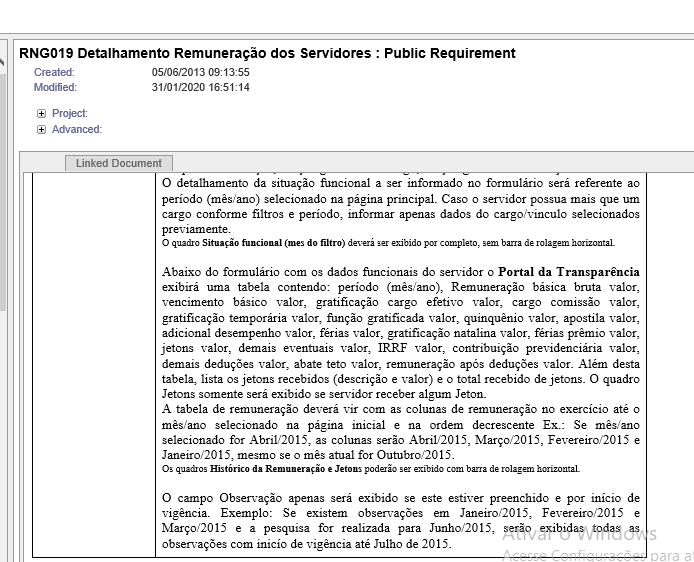 RNG019 Detalhamento Remuneração dos Servidores : Public Requirement
Created: 05/06/2013 09:13:55
Modified: 31/01/2020 16:51:14
Project:
Advanced:
Linked Document
O detalhamento da situação funcional a ser informado no formulário será referente ao
período (mês/ano) selecionado na página principal. Caso o servidor possua mais que um
cargo conforme filtros e período, informar apenas dados do cargo/vinculo selecionados
previamente.
O quadro Situação funcional (mes do filtro) deverá ser exibido por completo, sem barra de rolagem horizontal.
Abaixo do formulário com os dados funcionais do servidor o Portal da Transparência
exibirá uma tabela contendo: período (mês/ano), Remuneração básica bruta valor,
vencimento básico valor, gratificação cargo efetivo valor, cargo comissão valor,
gratificação temporária valor, função gratificada valor, quinquênio valor, apostila valor,
adicional desempenho valor, férias valor, gratificação natalina valor, férias prêmio valor,
jetons valor, demais eventuais valor, IRRF valor, contribuição previdenciária valor,
demais deduções valor, abate teto valor, remuneração após deduções valor. Além desta
tabela, lista os jetons recebidos (descrição e valor) e o total recebido de jetons. O quadro
Jetons somente será exibido se servidor receber algum Jeton.
A tabela de remuneração deverá vir com as colunas de remuneração no exercício até o
mês/ano selecionado na página inicial e na ordem decrescente Ex.: Se mês/ano
selecionado for Abril/2015, as colunas serão Abril/2015, Março/2015, Fevereiro/2015 e
Janeiro/2015, mesmo se o mês atual for Outubro/2015.
Os quadros Histórico da Remuneração e Jetons poderão ser exibido com barra de rolagem horizontal.
O campo Observação apenas será exibido se este estiver preenchido e por início de
vigência. Exemplo: Se existem observações em Janeiro/2015, Fevereiro/2015 e
Março/2015 e a pesquisa for realizada para Junho/2015, serão exibidas todas as
observações com inicío de vigência até Julho de 2015.
Ativar o Windows
Acesse Configurações para at